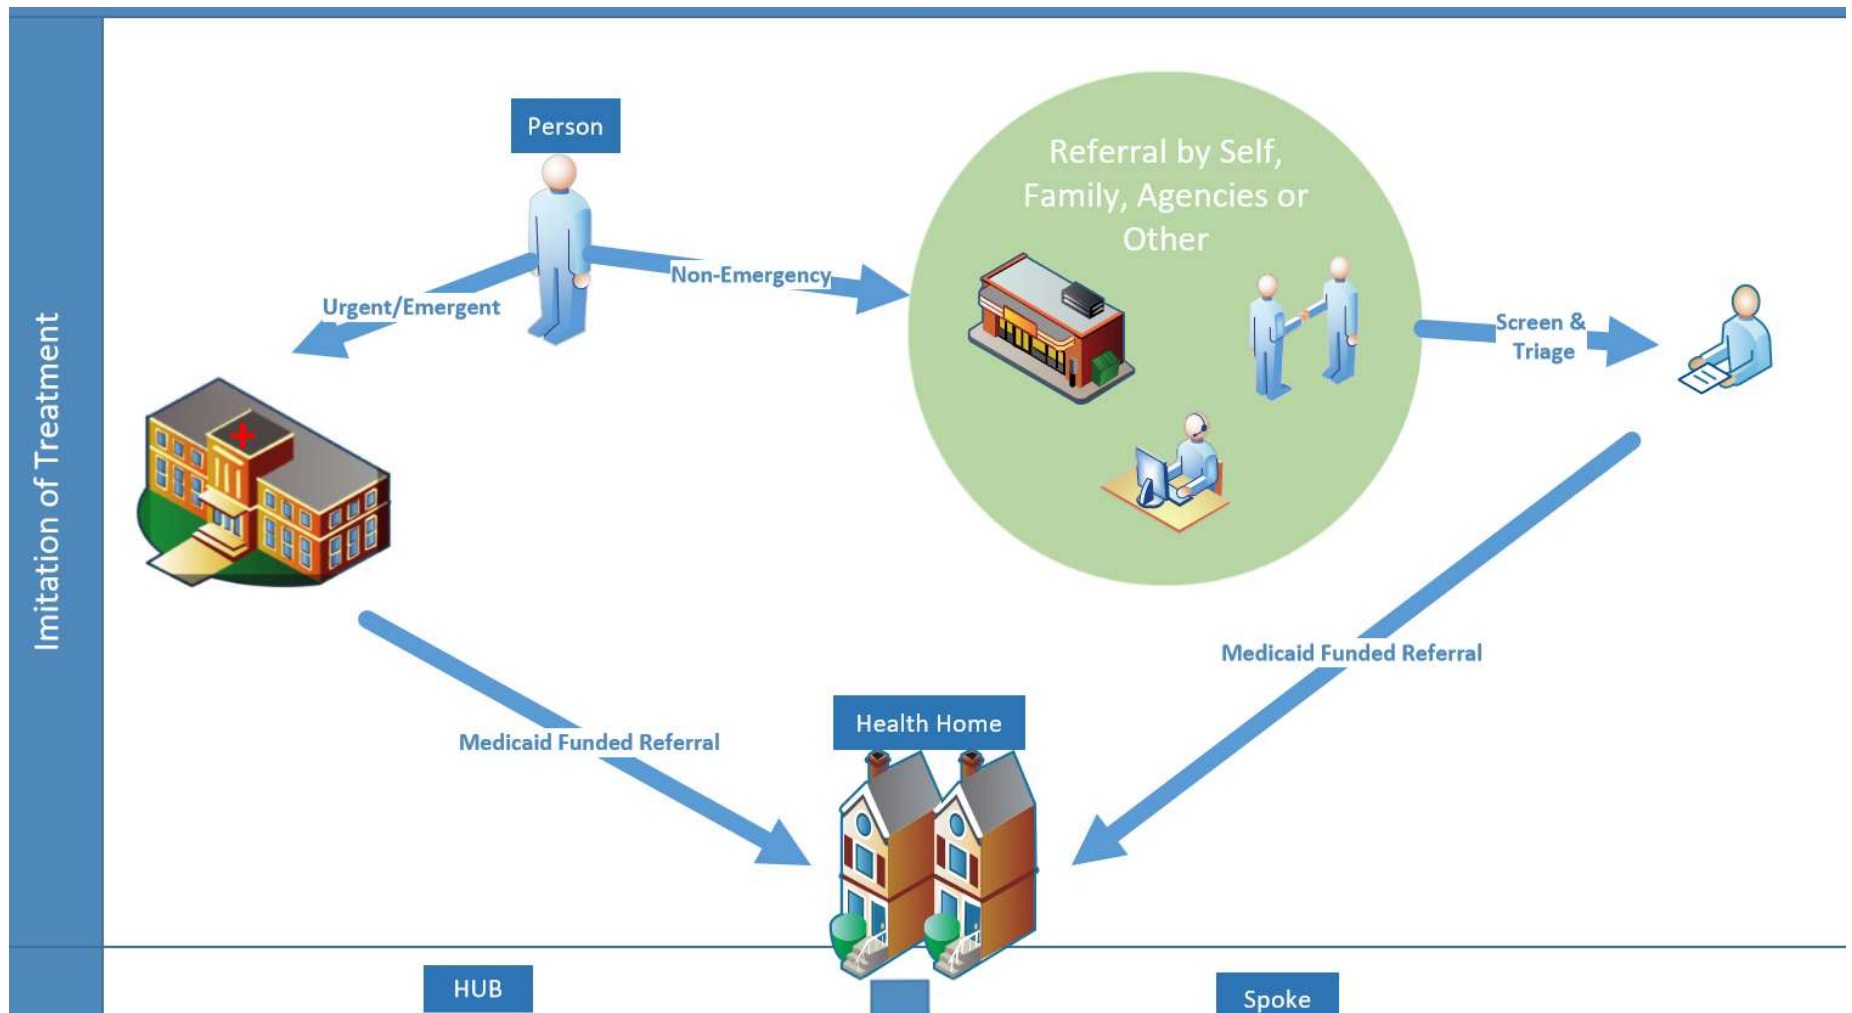 Imitation of Treatment
Person
Referral by Self,
Family, Agencies or
Other
Non-Emergency
Urgent/Emergent
Screen &
Triage
Medicaid Funded Referral
Medicaid Funded Referral
Health Home
HUB
Spoke